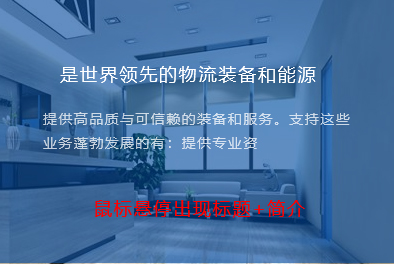 是世界领先的物流装备和能源
提供高品质与可信赖的装备和服务。支持这些
业务蓬勃发展的有：提供专业资
鼠标悬停出现标题+简介